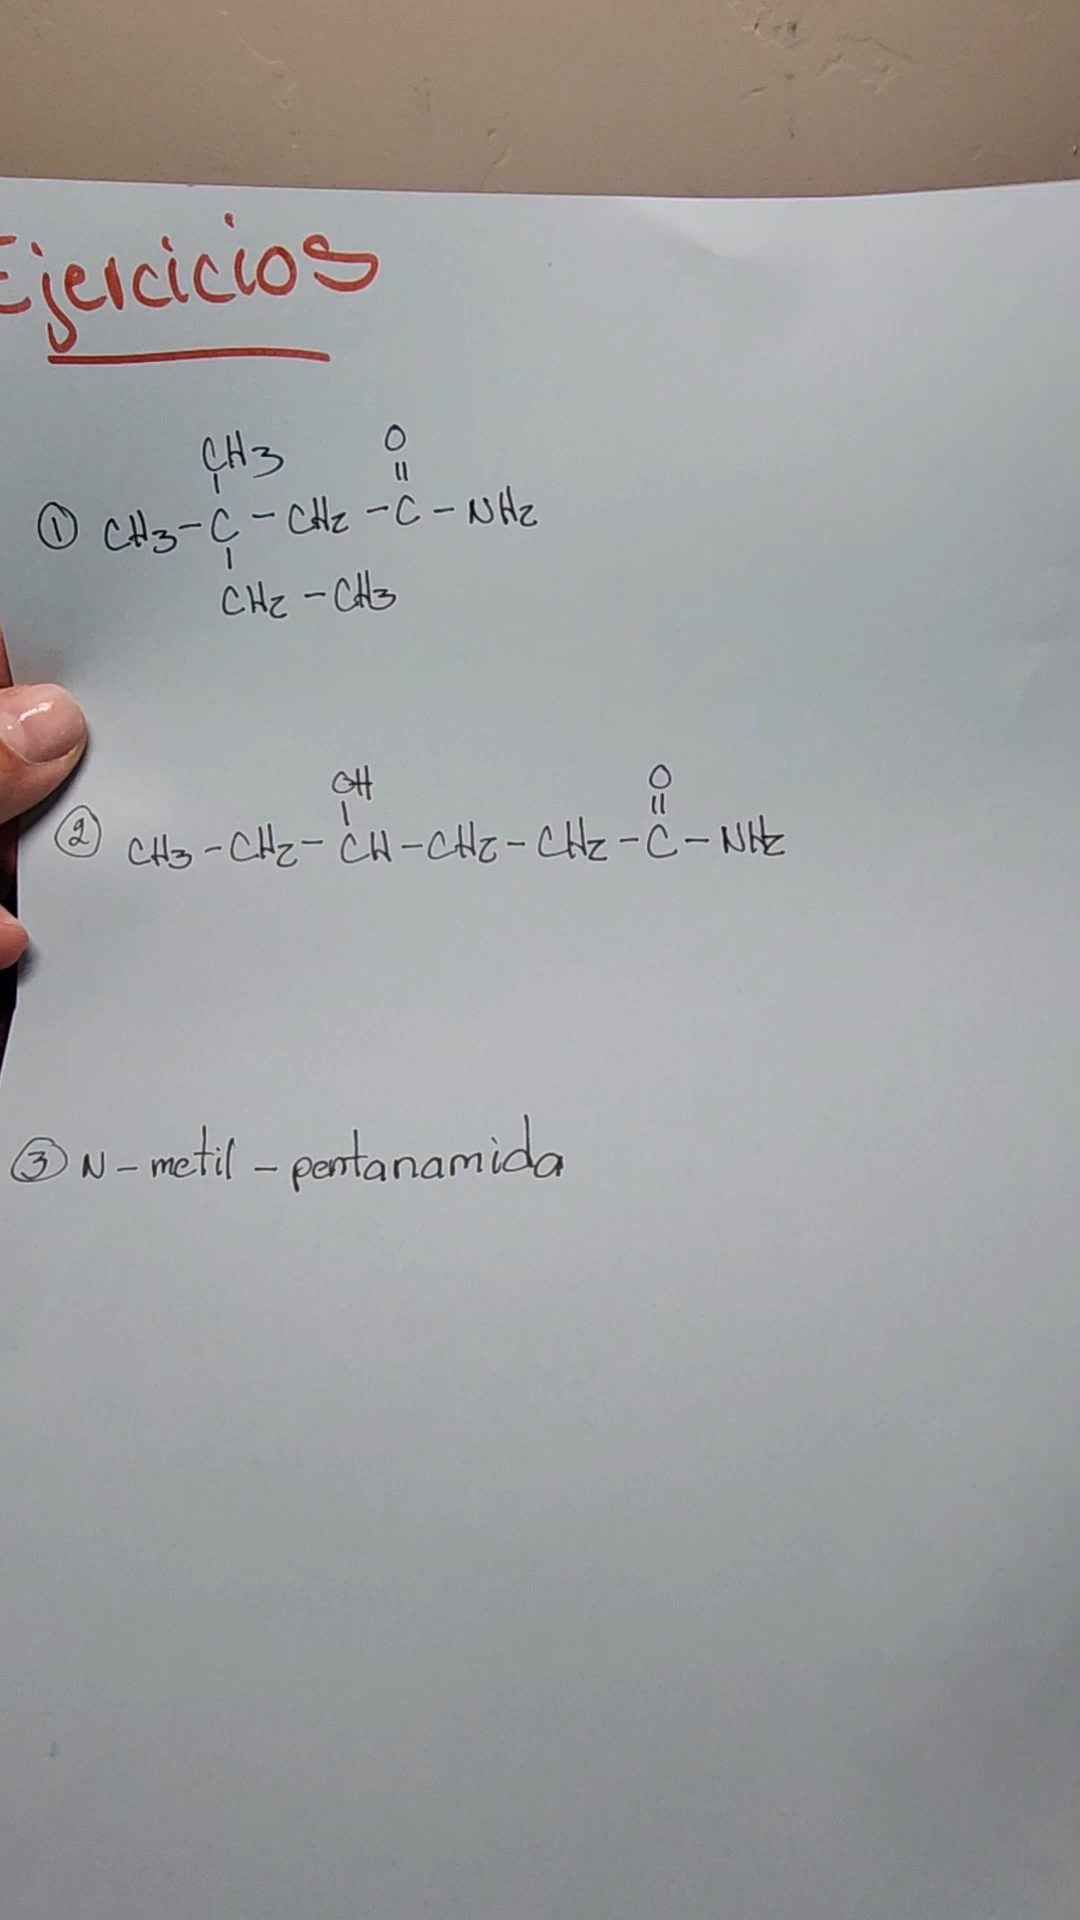 Ejercicios
CH3 O
① CH3-C-CH2-C-NH2
CH2-CH3
OH O
② CH3-CH2-CH-CH2-CH2-C-NH2
③ N-metil-pentanamida